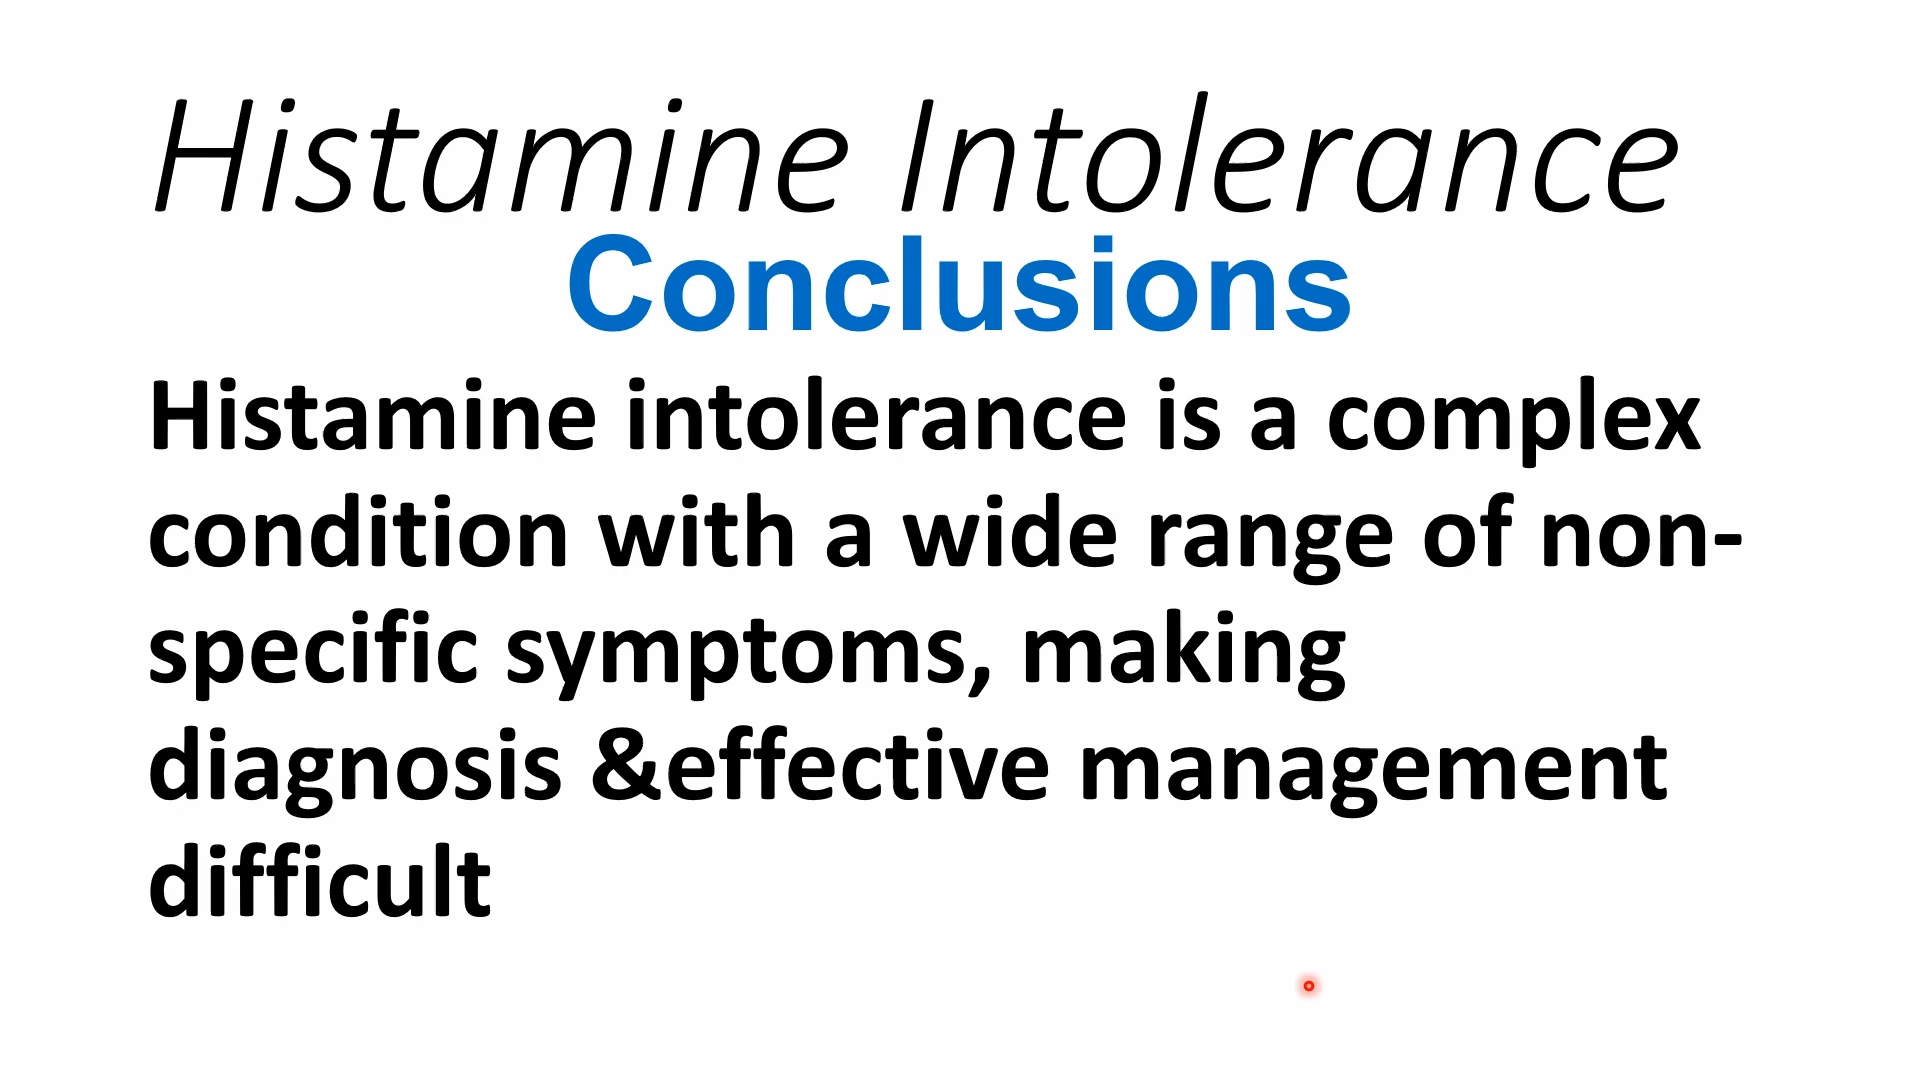 Histamine Intolerance
Conclusions
Histamine intolerance is a complex
condition with a wide range of non-
specific symptoms, making
diagnosis &effective management
difficult